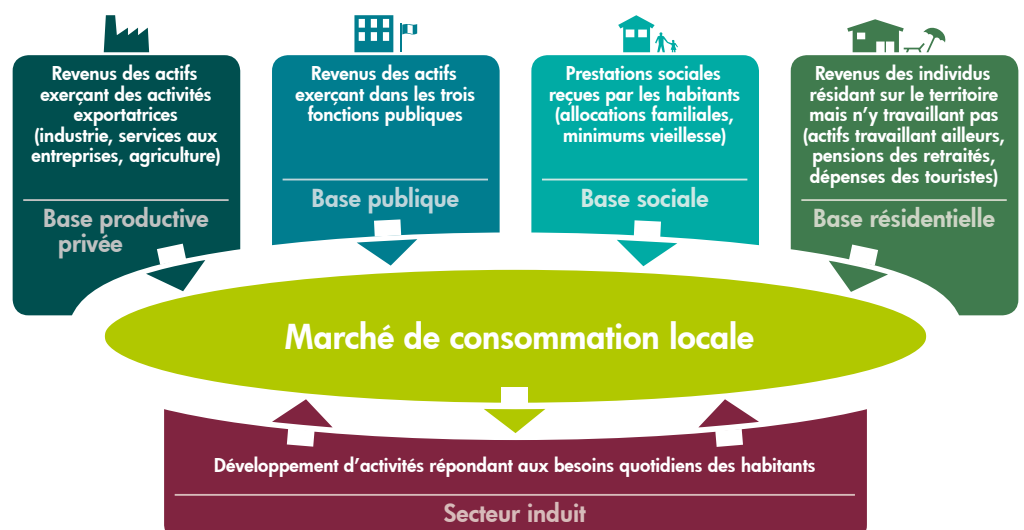 Revenus des actifs
exerçant des activités
exportatrices
(industrie, services aux
entreprises, agriculture)
Base productive
privée
Revenus des actifs
exerçant dans les trois
fonctions publiques
Base publique
Prestations sociales
reçues par les habitants
(allocations familiales,
minimums vieillesse)
Base sociale
Revenus des individus
résidant sur le territoire
mais n’y travaillant pas
(actifs travaillant ailleurs,
pensions des retraités,
dépenses des touristes)
Base résidentielle
Marché de consommation locale
Développement d’activités répondant aux besoins quotidiens des habitants
Secteur induit